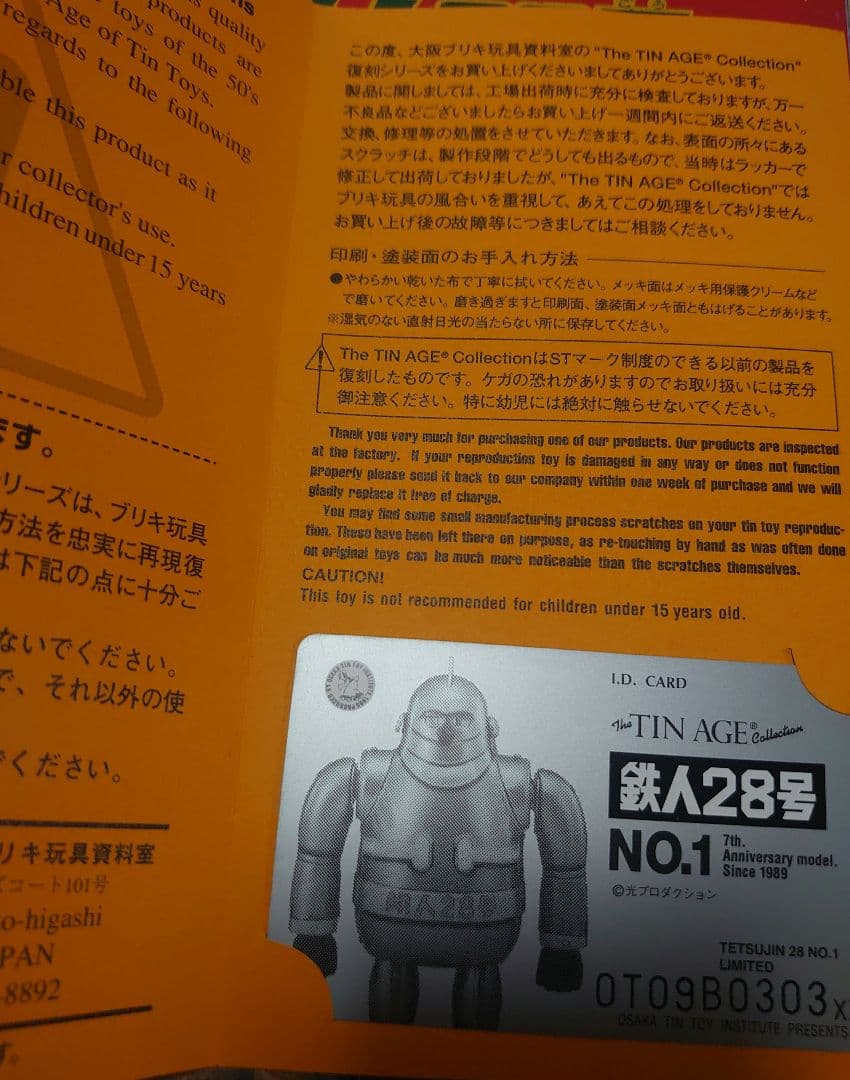 quality
products are
toys of the 50's
Age of Tin Toys.
regards to the following
this product as it
collector's use.
children under 15 years
ます。
リーズは、ブリキ玩具
方法を忠実に再現復
は下記の点に十分ご
ないでください。
で、それ以外の使
ください。
リキ玩具資料室
コート101号
to-higashi
-8892
この度、大阪ブリキ玩具資料室の"The TIN AGE® Collection"
復刻シリーズをお買い上げくださいましてありがとうございます。
製品に関しましては、工場出荷時に充分に検査しておりますが、万一
不良品などございましたらお買い上げ一週間内にご返送ください。
交換、修理等の処置をさせていただきます。なお、表面の所々にある
スクラッチは、製作段階でどうしても出るもので、当時はラッカーで
修正して出荷しておりましたが、"The TIN AGE® Collection"では
ブリキ玩具の風合いを重視して、あえてこの処理をしておりません。
お買い上げ後の故障等につきましてはご相談ください。
印刷・塗装面のお手入れ方法
●やわらかい乾いた布で丁寧に拭いてください。メッキ面はメッキ用保護クリームなど
で磨いてください。磨き過ぎますと印刷面、塗装面メッキ面ともはげることがあります。
※湿気のない直射日光の当たらない所に保存してください。
The TIN AGE® CollectionはSTマーク制度のできる以前の製品を
復刻したものです。ケガの恐れがありますのでお取り扱いには充分
御注意ください。特に幼児には絶対に触らせないでください。
Thank you very much for purchasing one of our products. Our products are inspected
at the factory. If your reproduction toy is damaged in any way or does not function
properly please send it back to our company within one week of purchase and we will
gladly replace it free of charge.
You may find some small manufacturing process scratches on your tin toy reproduc-
tion. These have been left there on purpose, as re-touching by hand as was often done
on original toys can be much more noticeable than the scratches themselves.
CAUTION!
This toy is not recommended for children under 15 years old.
I.D. CARD
The TIN AGE® Collection
鉄人28号
NO.1
7th.
Anniversary model.
Since 1989
©光プロダクション
鉄人28号
TETSUJIN 28 NO.1
LIMITED
0T09B0303X
OSAKA TIN TOY INSTITUTE PRESENTS